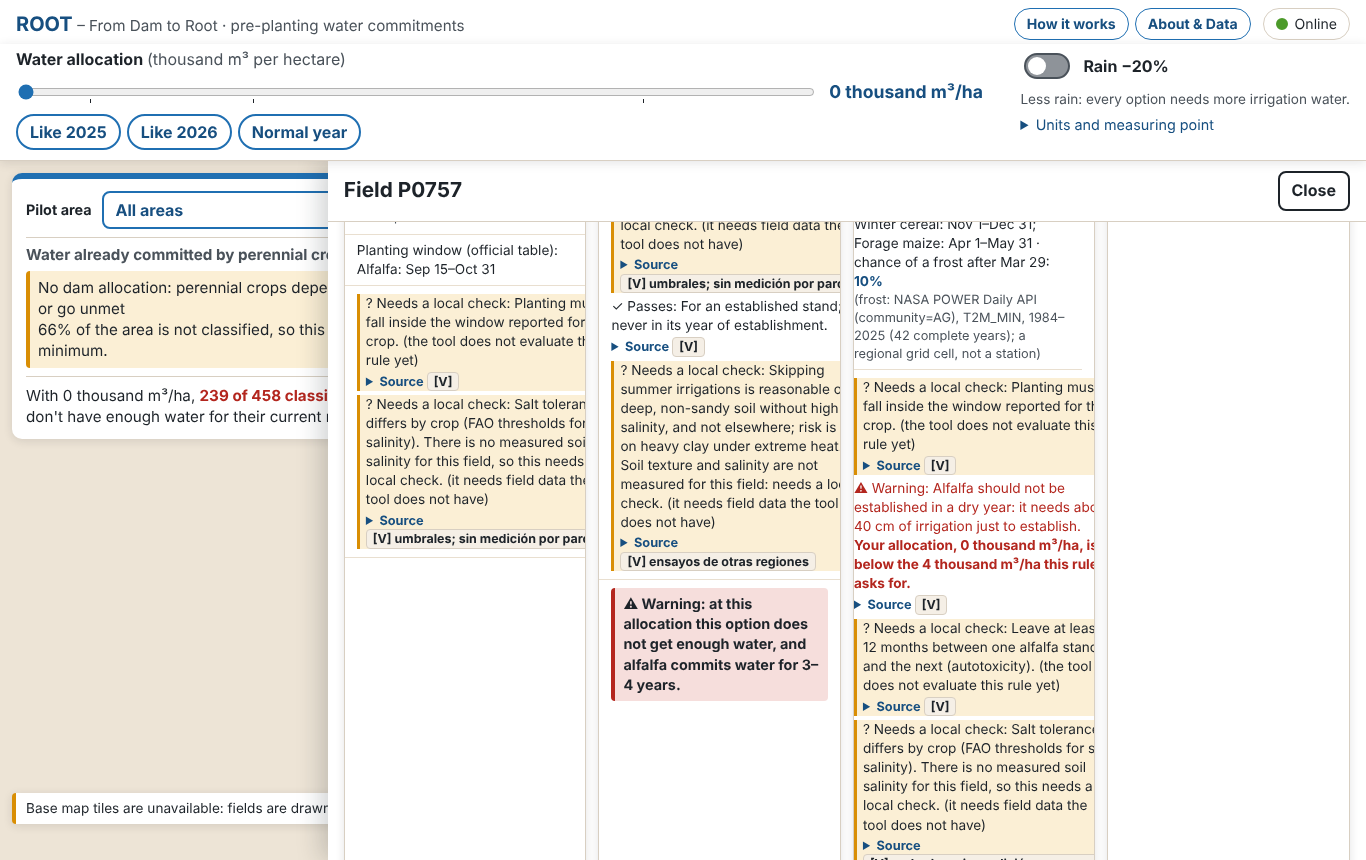 ROOT – From Dam to Root · pre-planting water commitments
How it works
About & Data
Online
Water allocation (thousand m³ per hectare)
0 thousand m³/ha
Like 2025
Like 2026
Normal year
Rain −20%
Less rain: every option needs more irrigation water.
Units and measuring point
Pilot area
All areas
Water already committed by perennial
No dam allocation: perennial crops
or go unmet
66% of the area is not classified, so this
minimum.
With 0 thousand m³/ha, 239 of 458
don't have enough water for their current
Base map tiles are unavailable: fields are
Field P0757
Close
Planting window (official table):
Alfalfa: Sep 15–Oct 31
? Needs a local check: Planting
fall inside the window reported for
crop. (the tool does not evaluate
rule yet)
Source [V]
? Needs a local check: Salt
differs by crop (FAO thresholds for
salinity). There is no measured
salinity for this field, so this needs
local check. (it needs field data
tool does not have)
Source
[V] umbrales; sin medición por
local check. (it needs field data the
tool does not have)
Source
[V] umbrales; sin medición por
✓ Passes: For an established stand;
never in its year of establishment.
Source [V]
? Needs a local check: Skipping
summer irrigations is reasonable
deep, non-sandy soil without high
salinity, and not elsewhere; risk is
on heavy clay under extreme heat
Soil texture and salinity are not
measured for this field: needs a
check. (it needs field data the tool
does not have)
Source
[V] ensayos de otras regiones
⚠ Warning: at this
allocation this option does
not get enough water, and
alfalfa commits water for 3–
4 years.
Winter cereal: Nov 1–Dec 31;
Forage maize: Apr 1–May 31 ·
chance of a frost after Mar 29:
10%
(frost: NASA POWER Daily API
(community=AG), T2M_MIN, 1984–
2025 (42 complete years); a
regional grid cell, not a station)
? Needs a local check: Planting
fall inside the window reported for
crop. (the tool does not evaluate this
rule yet)
Source [V]
⚠ Warning: Alfalfa should not be
established in a dry year: it needs
40 cm of irrigation just to establish.
Your allocation, 0 thousand m³/ha, is
below the 4 thousand m³/ha this rule
asks for.
Source [V]
? Needs a local check: Leave at
12 months between one alfalfa
and the next (autotoxicity). (the tool
does not evaluate this rule yet)
Source [V]
? Needs a local check: Salt tolerance
differs by crop (FAO thresholds for
salinity). There is no measured soil
salinity for this field, so this needs a
local check. (it needs field data the
tool does not have)
Source